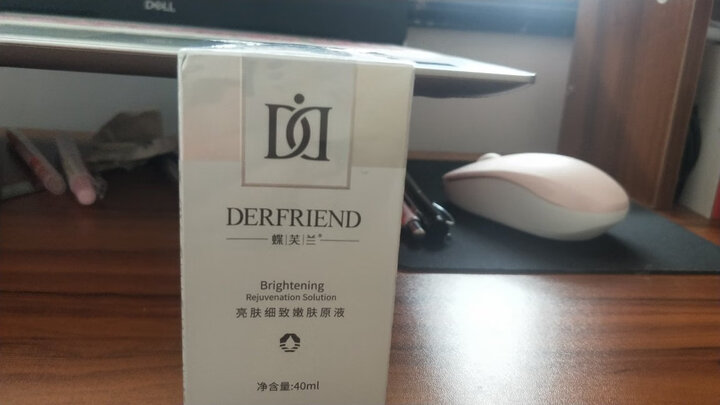 DELL
DERFRIEND
蝶|芙|兰®
Brightening
Rejuvenation Solution
亮肤细致嫩肤原液
净含量:40ml